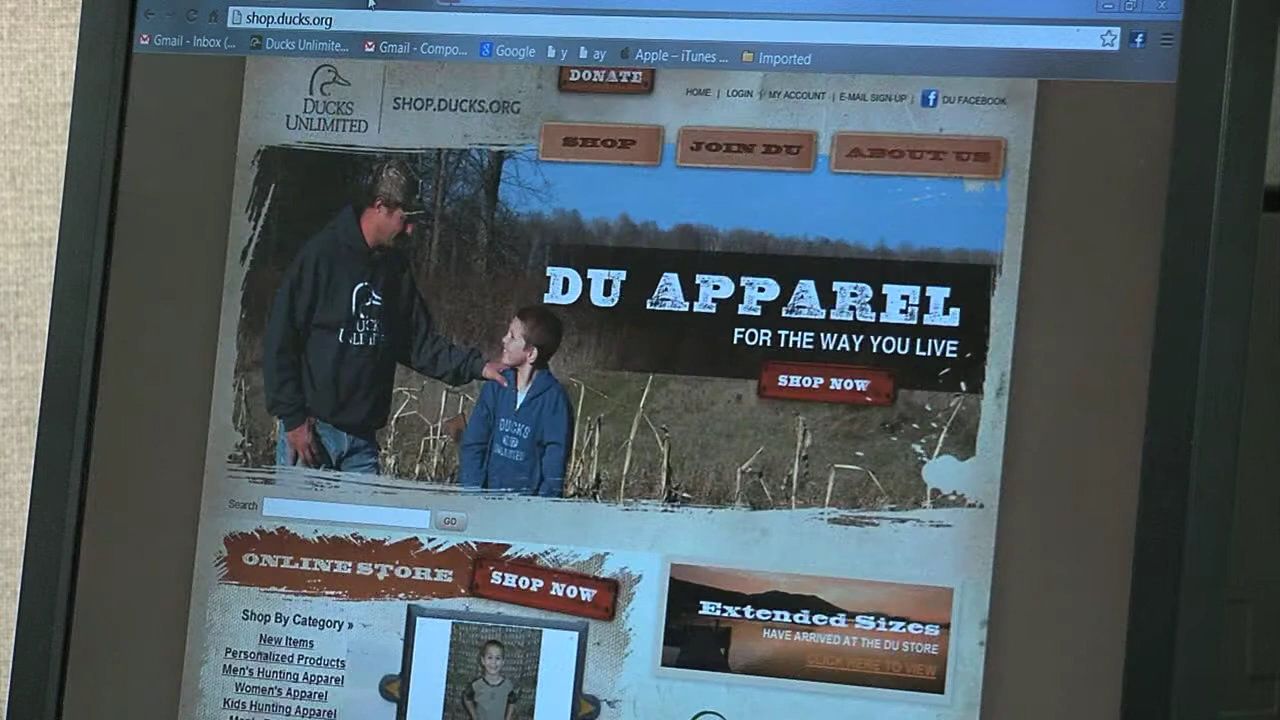 shop.ducks.org
Gmail - Inbox (... Ducks Unlimite... Gmail - Compo... Google y ay Apple – iTunes ... Imported
DONATE
HOME | LOGIN | MY ACCOUNT | E-MAIL SIGN-UP | DU FACEBOOK
DUCKS
UNLIMITED
SHOP.DUCKS.ORG
SHOP JOIN DU ABOUT US
DU APPAREL
FOR THE WAY YOU LIVE
SHOP NOW
DUCKS
UNLIMITED
DUCKS
UNLIMITED
Search GO
ONLINE STORE SHOP NOW
Extended Sizes
HAVE ARRIVED AT THE DU STORE
CLICK HERE TO VIEW
Shop By Category »
New Items
Personalized Products
Men's Hunting Apparel
Women's Apparel
Kids Hunting Apparel